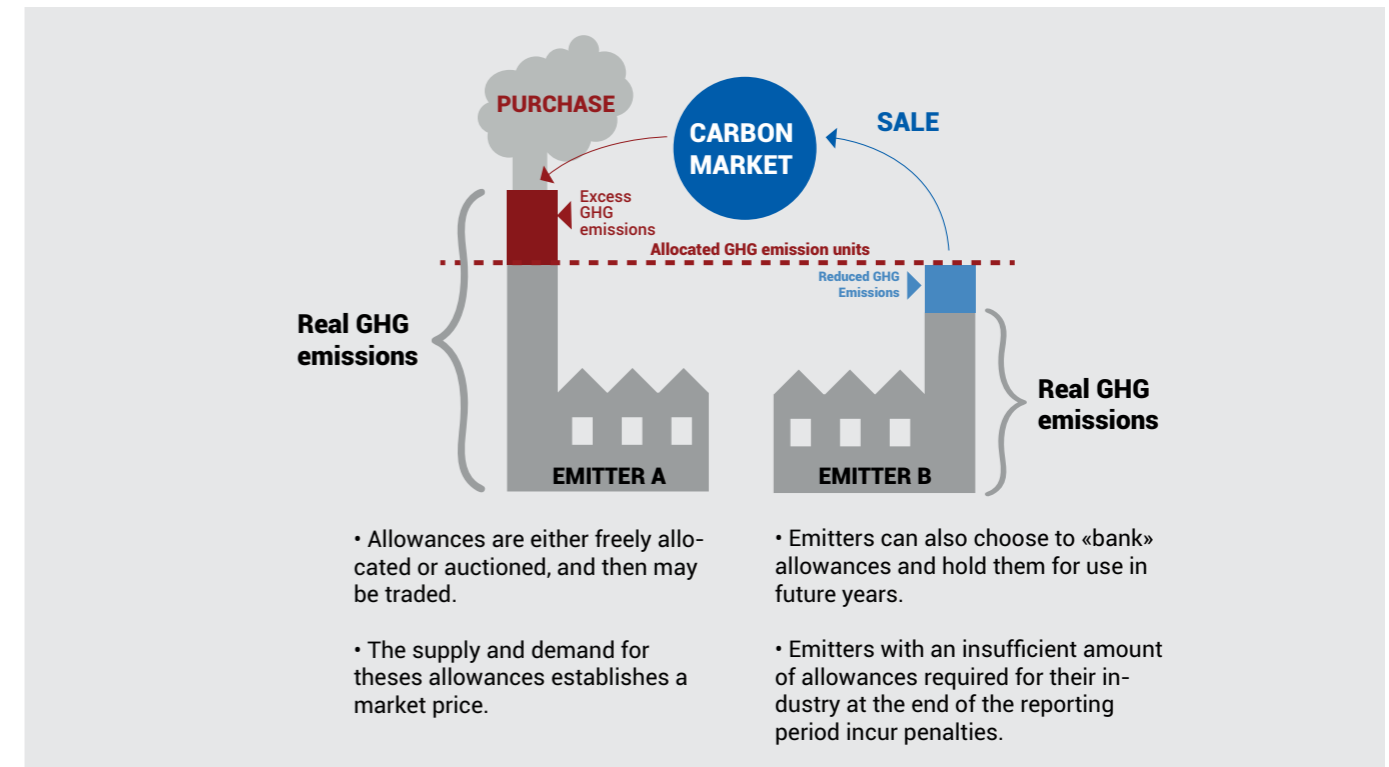 PURCHASE
CARBON
MARKET
SALE
Excess
GHG
emissions
Allocated GHG emission units
Reduced GHG
Emissions
Real GHG
emissions
Real GHG
emissions
EMITTER A
EMITTER B
• Allowances are either freely allo-
cated or auctioned, and then may
be traded.
• The supply and demand for
theses allowances establishes a
market price.
• Emitters can also choose to «bank»
allowances and hold them for use in
future years.
• Emitters with an insufficient amount
of allowances required for their in-
dustry at the end of the reporting
period incur penalties.